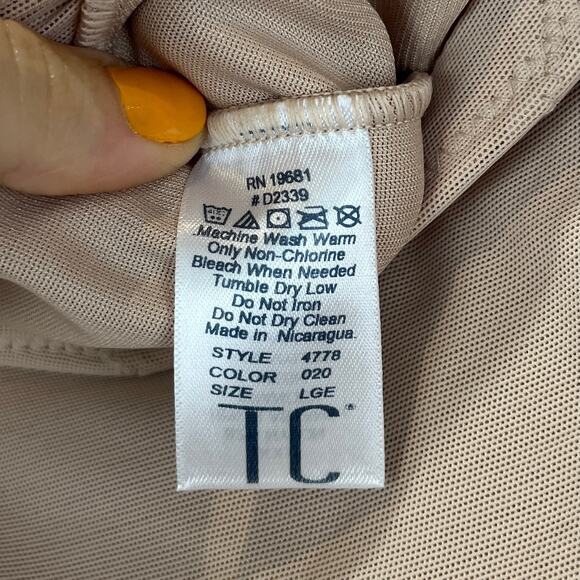 RN 19681
# D2339
Machine Wash Warm
Only Non-Chlorine
Bleach When Needed
Tumble Dry Low
Do Not Iron
Do Not Dry Clean
Made in Nicaragua.
STYLE 4778
COLOR 020
SIZE LGE
TC®